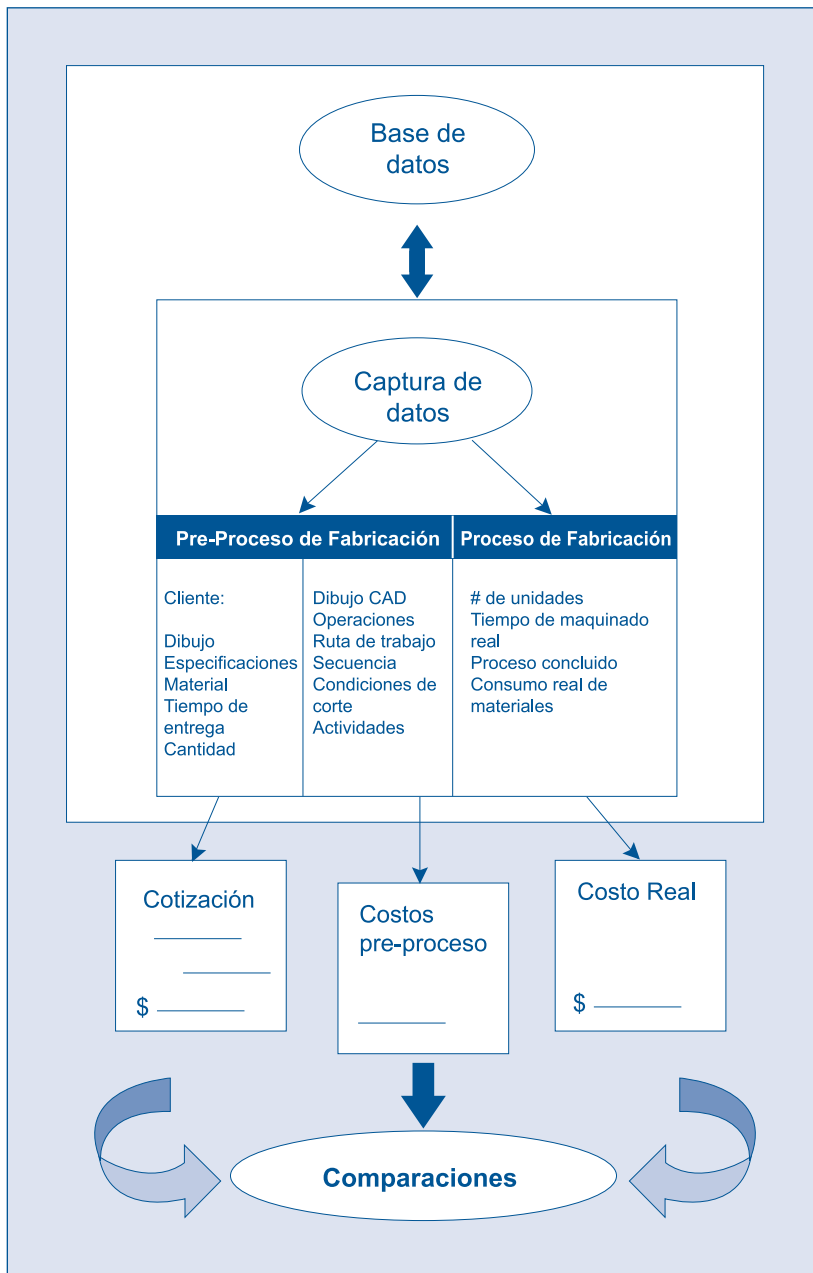 Base de
datos
Captura de
datos
Pre-Proceso de Fabricación
Proceso de Fabricación
Cliente:
Dibujo
Especificaciones
Material
Tiempo de
entrega
Cantidad
Dibujo CAD
Operaciones
Ruta de trabajo
Secuencia
Condiciones de
corte
Actividades
# de unidades
Tiempo de maquinado
real
Proceso concluido
Consumo real de
materiales
Cotización
$
Costos
pre-proceso
Costo Real
$
Comparaciones